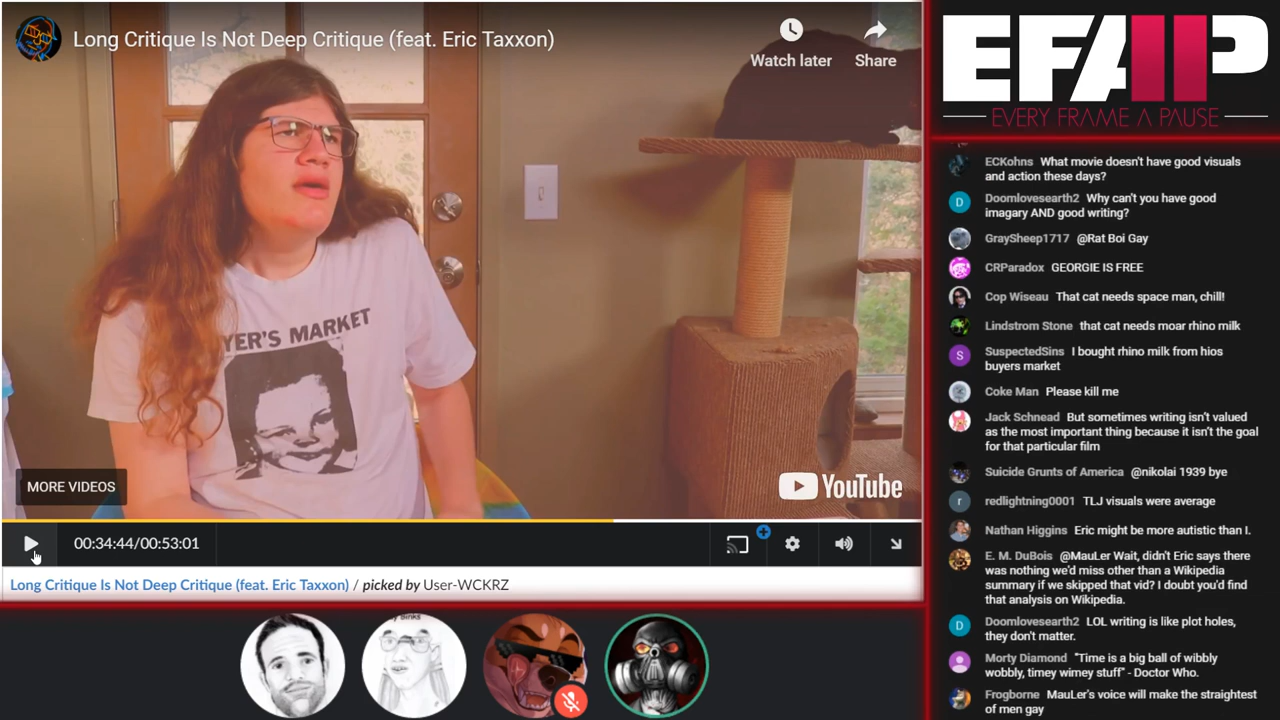 Long Critique Is Not Deep Critique (feat. Eric Taxxon)
Watch later
Share
YER'S MARKET
MORE VIDEOS
YouTube
00:34:44/00:53:01
Long Critique Is Not Deep Critique (feat. Eric Taxxon) / picked by User-WCKRZ
EFAP
EVERY FRAME A PAUSE
ECKohns What movie doesn't have good visuals
and action these days?
D
Doomlovesearth2 Why can't you have good
imagary AND good writing?
GraySheep1717 @Rat Boi Gay
CRParadox GEORGIE IS FREE
Cop Wiseau That cat needs space man, chill!
Lindstrom Stone that cat needs moar rhino milk
S
SuspectedSins I bought rhino milk from hios
buyers market
Coke Man Please kill me
Jack Schnead But sometimes writing isn't valued
as the most important thing because it isn't the goal
for that particular film
Suicide Grunts of America @nikolai 1939 bye
r
redlightning0001 TLJ visuals were average
Nathan Higgins Eric might be more autistic than I.
E. M. DuBois @MauLer Wait, didn't Eric says there
was nothing we'd miss other than a Wikipedia
summary if we skipped that vid? I doubt you'd find
that analysis on Wikipedia.
D
Doomlovesearth2 LOL writing is like plot holes,
they don't matter.
Morty Diamond "Time is a big ball of wibbly
wobbly, timey wimey stuff" - Doctor Who.
Frogborne MauLer's voice will make the straightest
of men gay